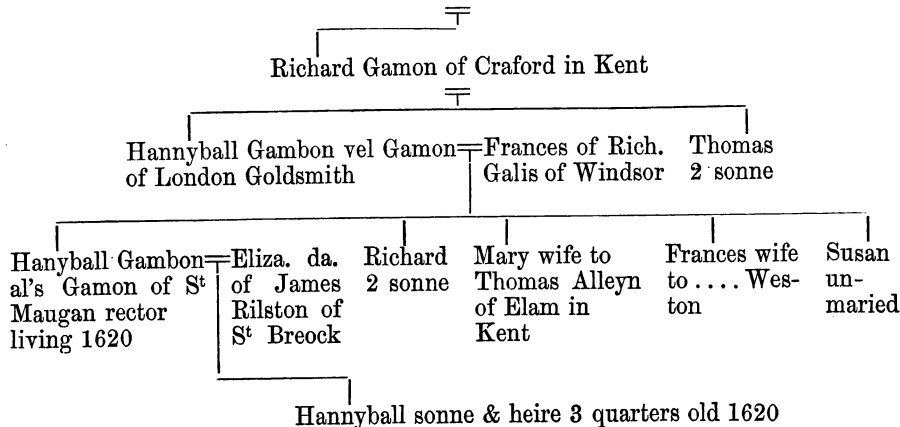 Richard Gamon of Craford in Kent
Hannyball Gambon vel Gamon
of London Goldsmith
Frances of Rich.
Galis of Windsor
Thomas
2 sonne
Hanyball Gambon
al's Gamon of St
Maugan rector
living 1620
Eliza. da.
of James
Rilston of
St Breock
Richard
2 sonne
Mary wife to
Thomas Alleyn
of Elam in
Kent
Frances wife
to .... Wes-
ton
Susan
un-
maried
Hannyball sonne & heire 3 quarters old 1620